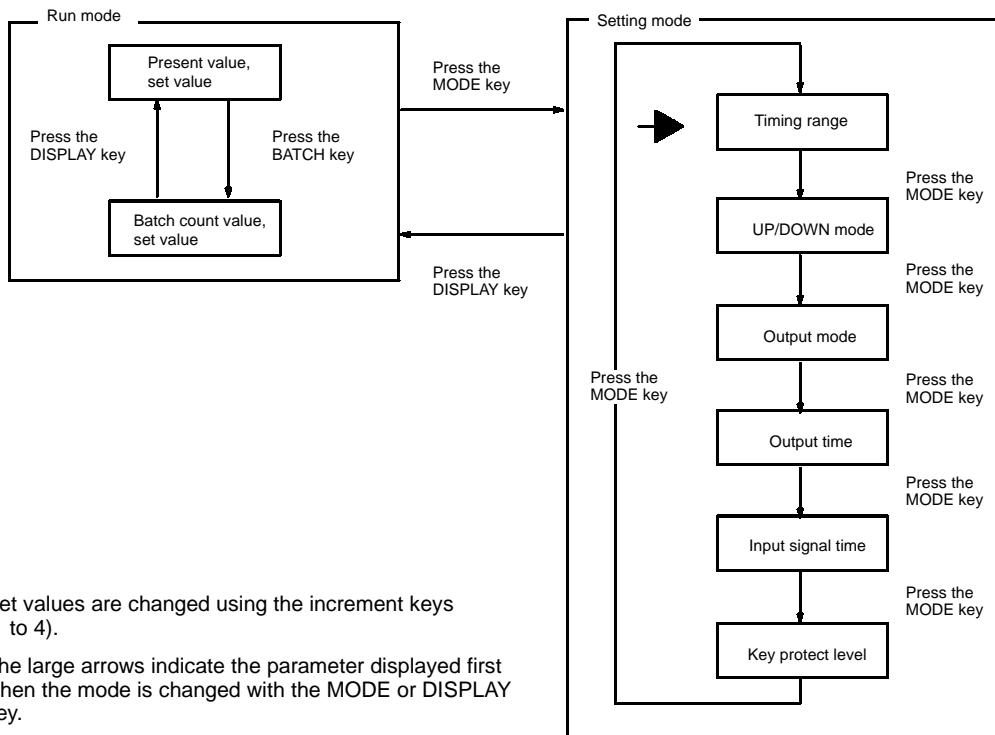 Run mode
Present value,
set value
Press the
DISPLAY key
Press the
BATCH key
Batch count value,
set value
Press the
MODE key
Press the
DISPLAY key
Setting mode
Timing range
Press the
MODE key
UP/DOWN mode
Press the
MODE key
Output mode
Press the
MODE key
Output time
Press the
MODE key
Input signal time
Press the
MODE key
Key protect level
Press the
MODE key
values are changed using the increment keys
to 4).
large arrows indicate the parameter displayed first
the mode is changed with the MODE or DISPLAY